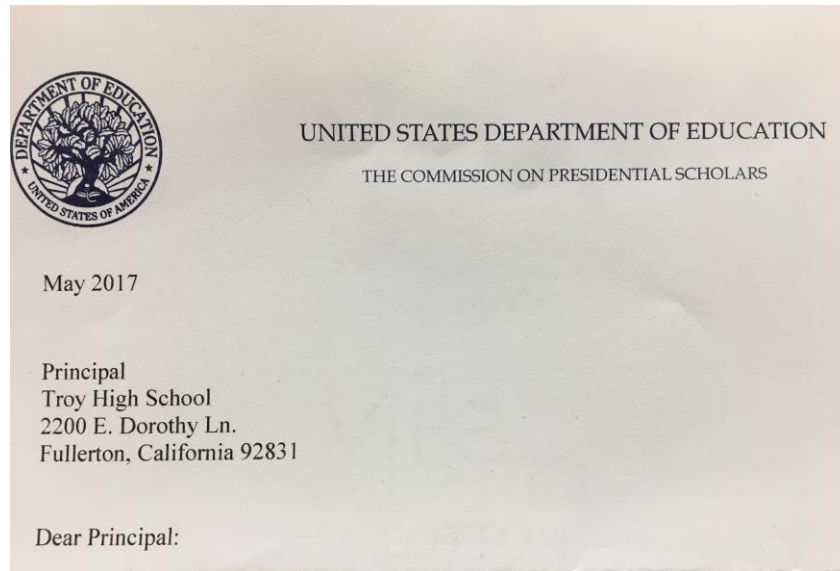 DEPARTMENT OF EDUCATION
UNITED STATES OF AMERICA
UNITED STATES DEPARTMENT OF EDUCATION
THE COMMISSION ON PRESIDENTIAL SCHOLARS
May 2017
Principal
Troy High School
2200 E. Dorothy Ln.
Fullerton, California 92831
Dear Principal: